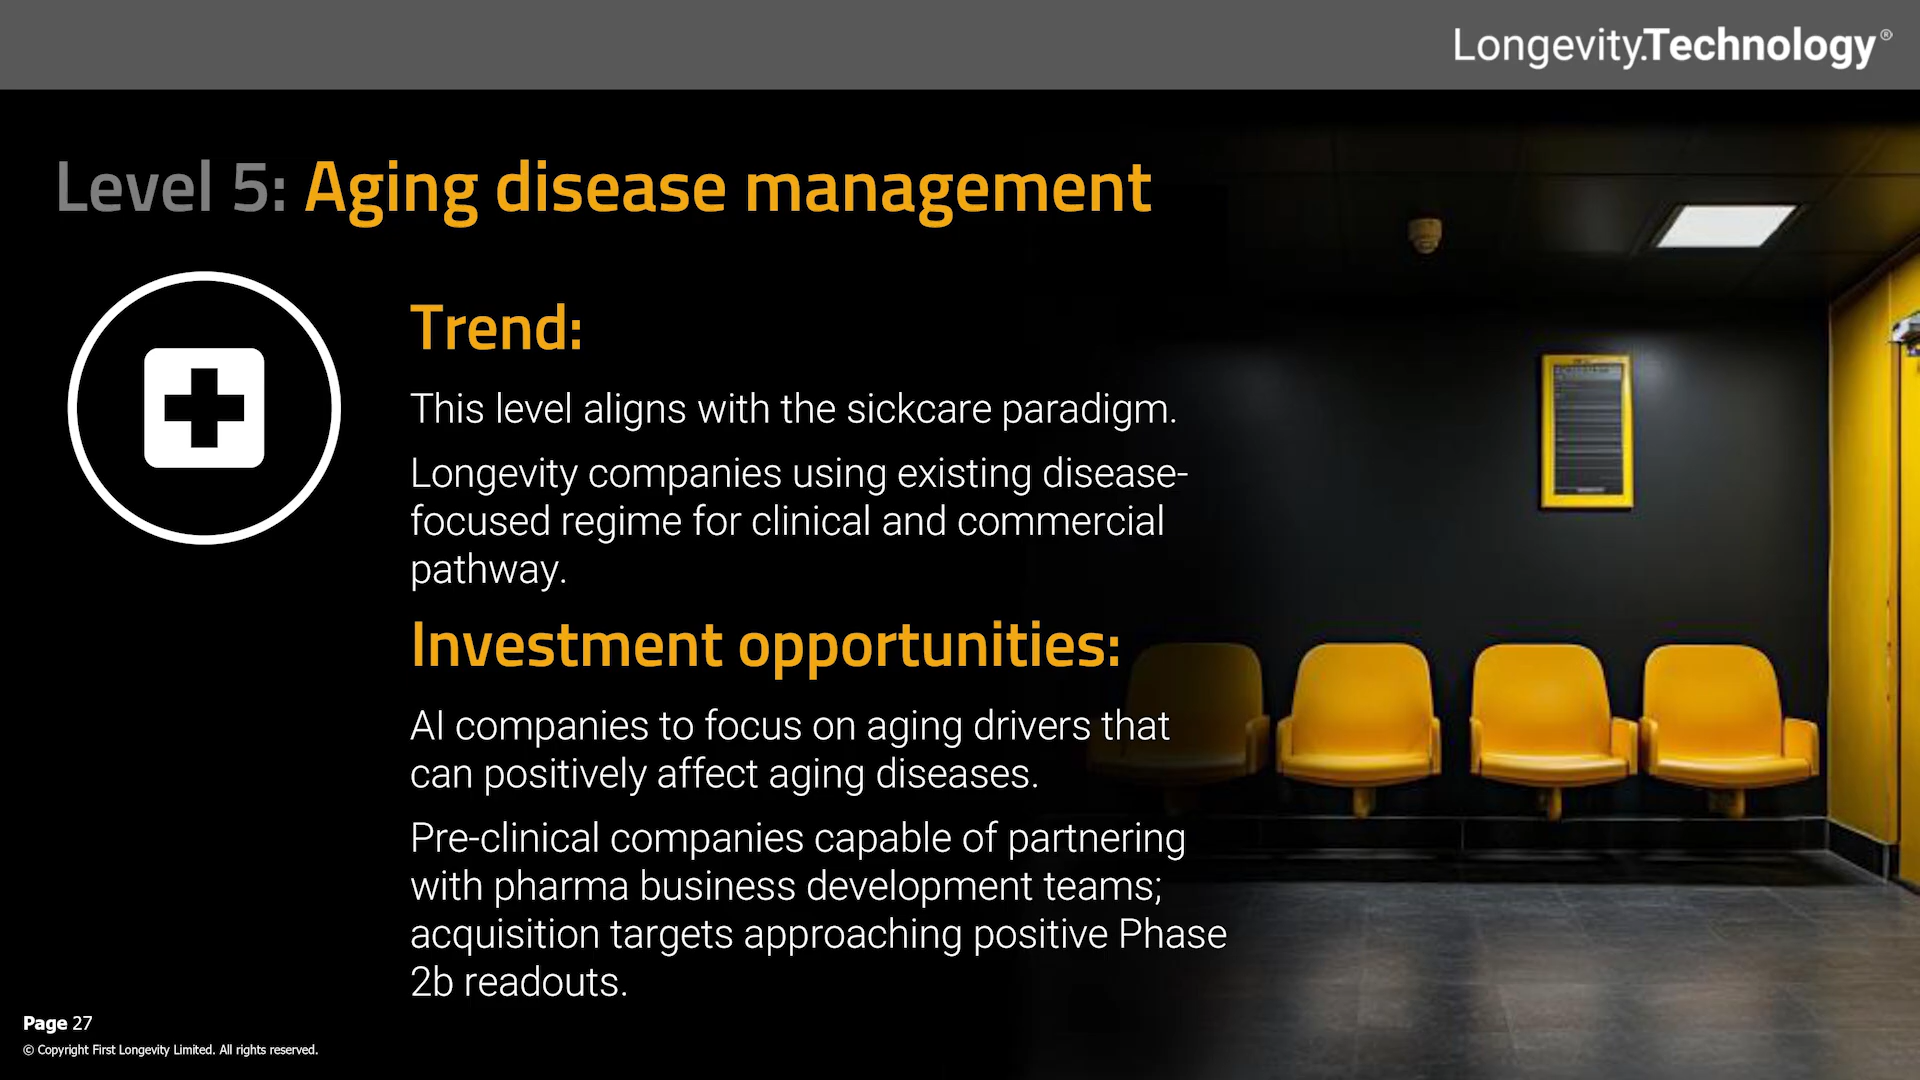 Longevity.Technology®
Level 5: Aging disease management
Trend:
This level aligns with the sickcare paradigm.
Longevity companies using existing disease-
focused regime for clinical and commercial
pathway.
Investment opportunities:
AI companies to focus on aging drivers that
can positively affect aging diseases.
Pre-clinical companies capable of partnering
with pharma business development teams;
acquisition targets approaching positive Phase
2b readouts.
Page 27
© Copyright First Longevity Limited. All rights reserved.